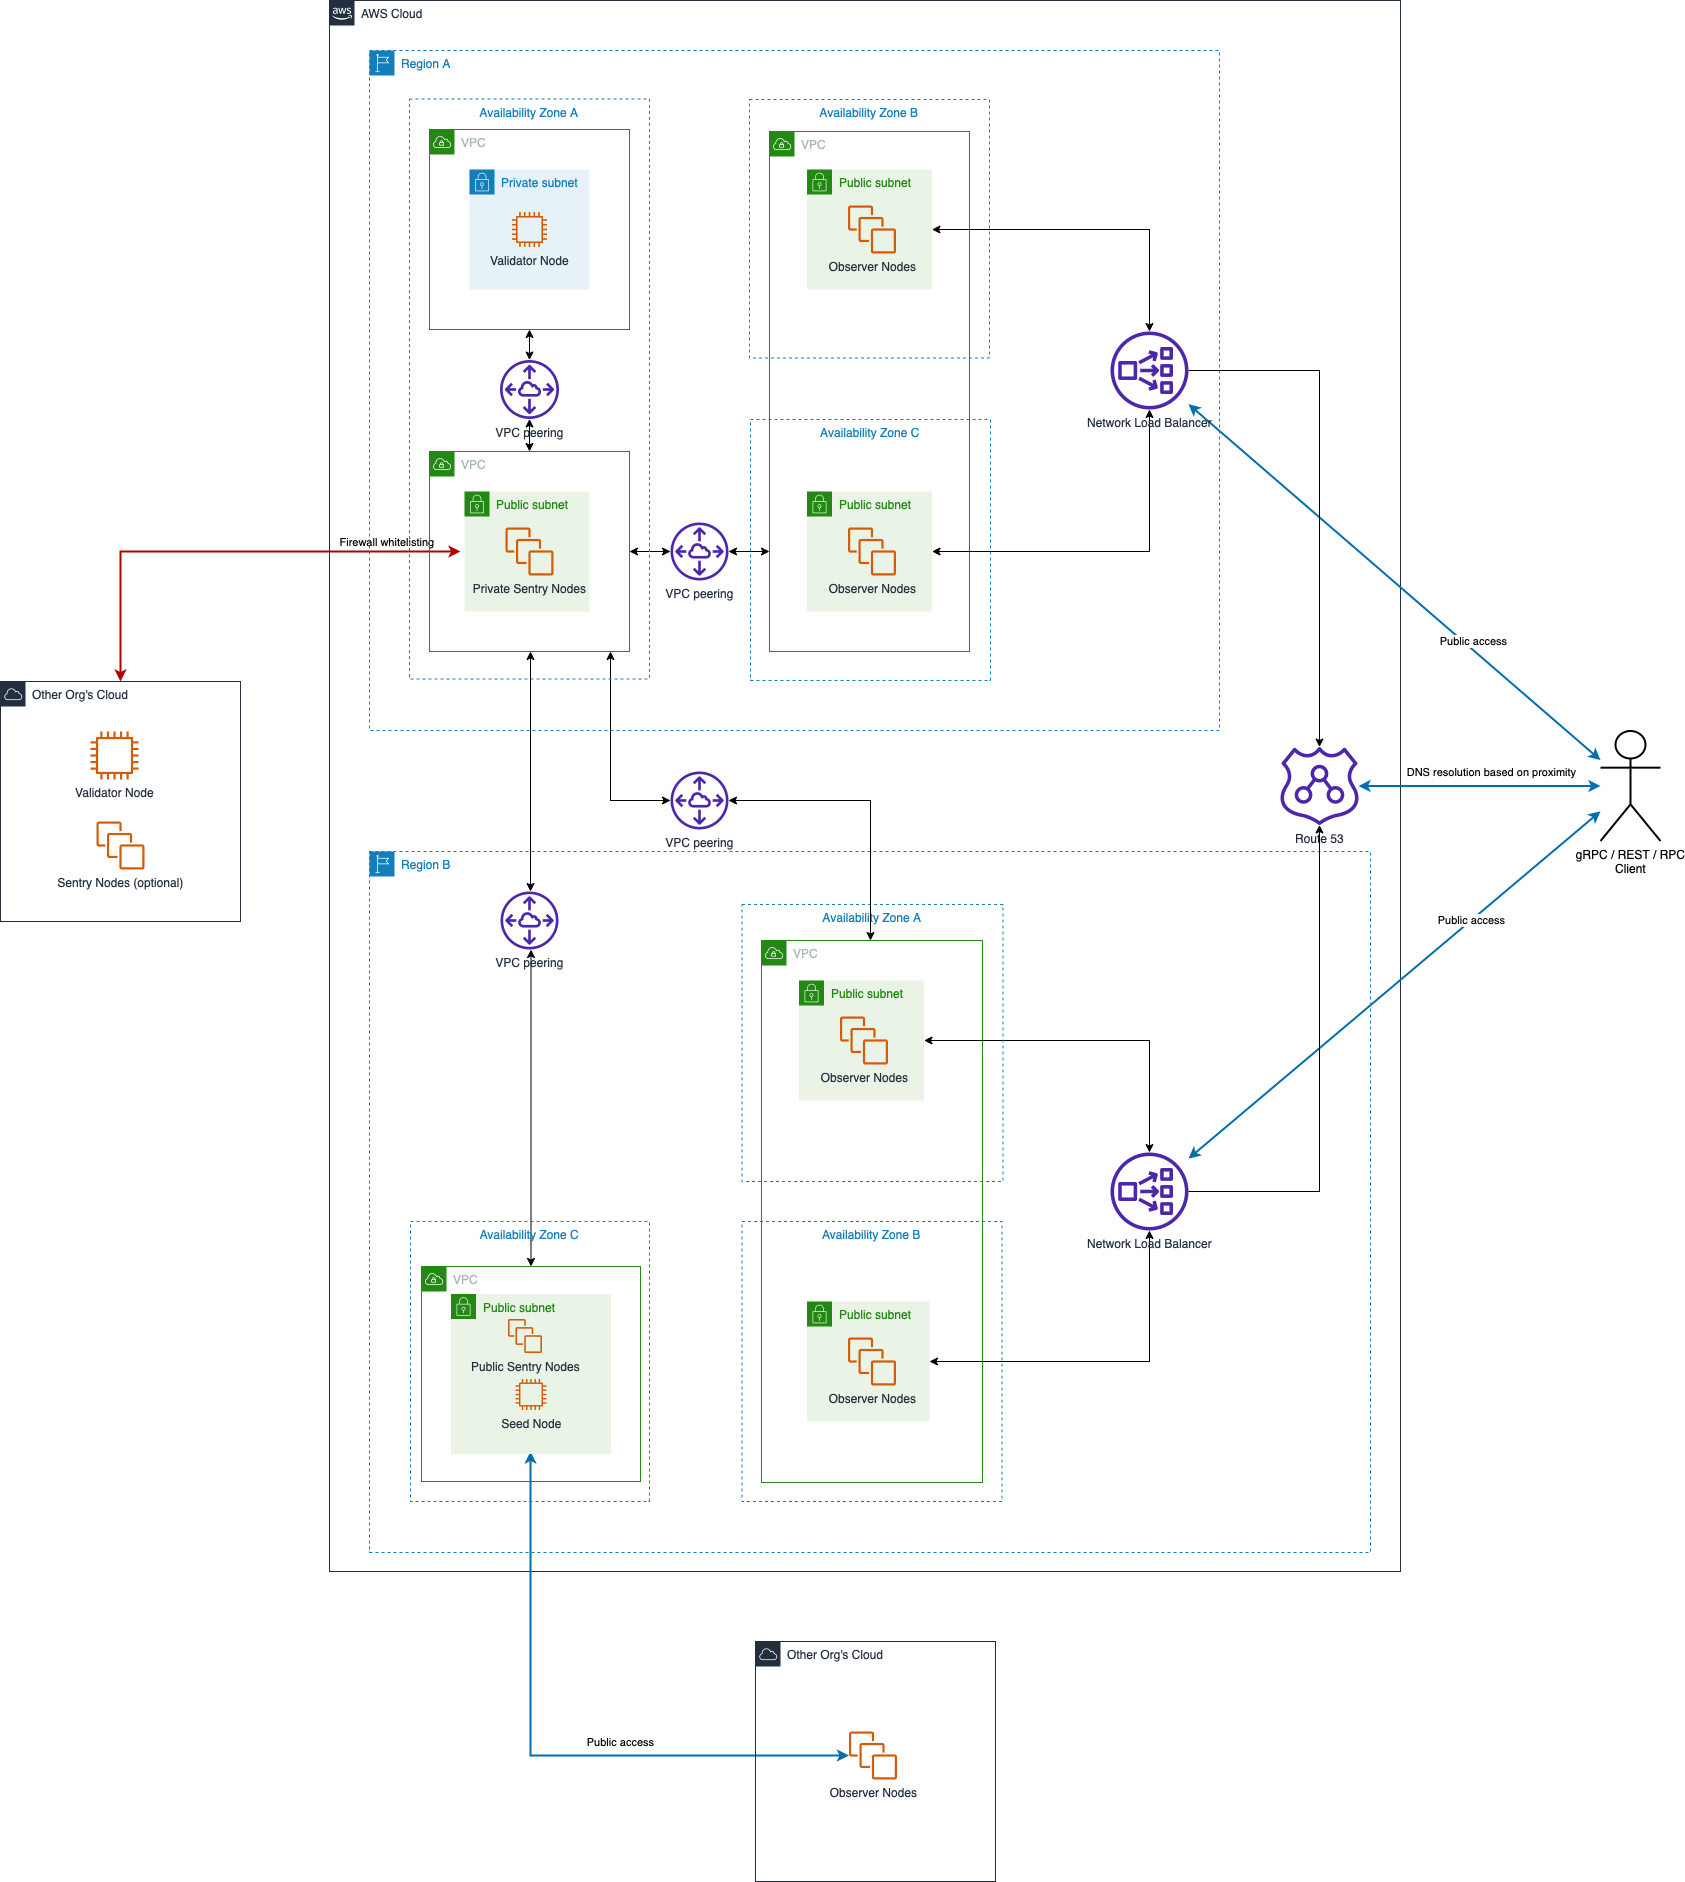 aws
AWS Cloud
Region A
Availability Zone A
VPC
Private subnet
Validator Node
VPC peering
VPC
Public subnet
Private Sentry Nodes
Firewall whitelisting
VPC peering
Availability Zone B
VPC
Public subnet
Observer Nodes
Availability Zone C
Public subnet
Observer Nodes
Network Load Balancer
Public access
Other Org's Cloud
Validator Node
Sentry Nodes (optional)
VPC peering
Route 53
DNS resolution based on proximity
gRPC / REST / RPC
Client
Public access
Region B
VPC peering
Availability Zone A
VPC
Public subnet
Observer Nodes
Network Load Balancer
Availability Zone C
VPC
Public subnet
Public Sentry Nodes
Seed Node
Availability Zone B
Public subnet
Observer Nodes
Other Org's Cloud
Public access
Observer Nodes